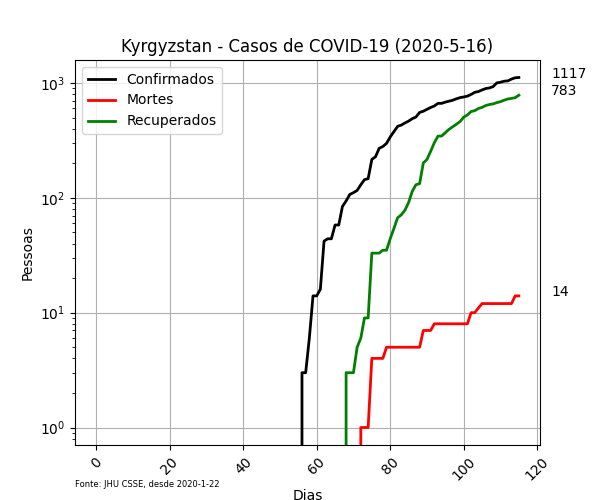 Kyrgyzstan - Casos de COVID-19 (2020-5-16)
Confirmados
Mortes
Recuperados
1117
783
14
10³
10²
10¹
10⁰
Pessoas
0 20 40 60 80 100 120
Fonte: JHU CSSE, desde 2020-1-22
Dias